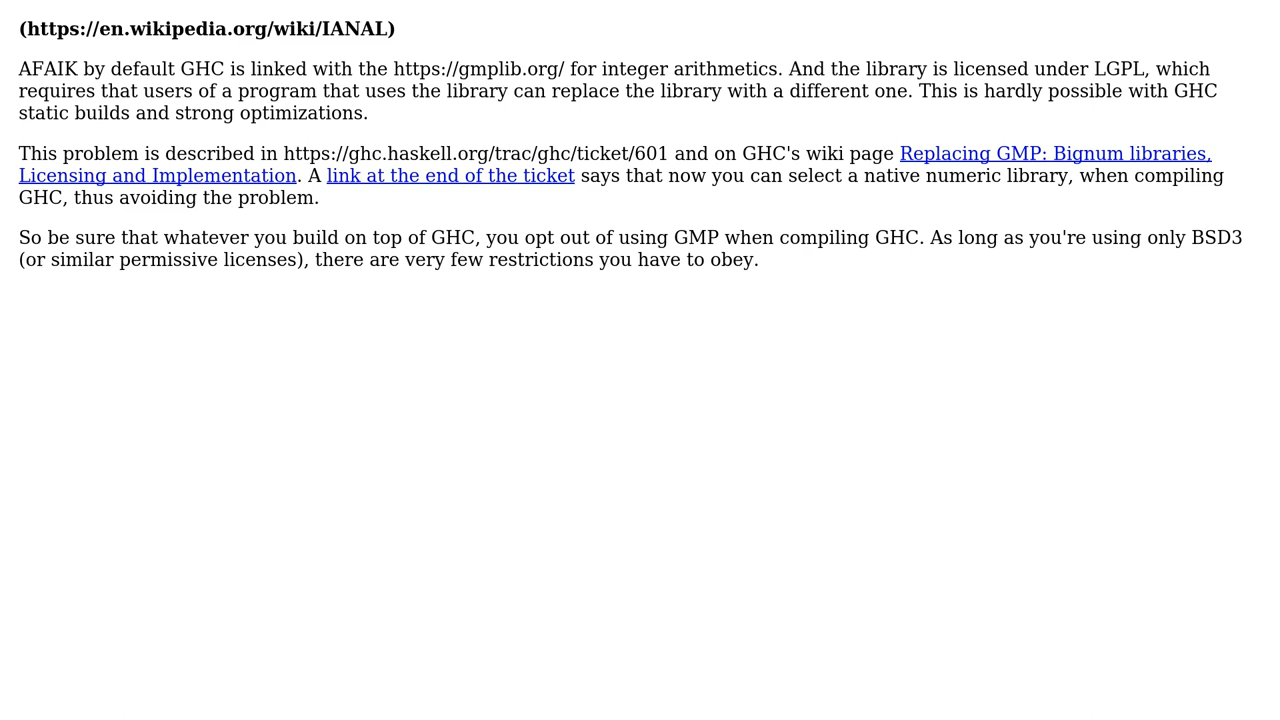 (https://en.wikipedia.org/wiki/IANAL)
AFAIK by default GHC is linked with the https://gmplib.org/ for integer arithmetics. And the library is licensed under LGPL, which
requires that users of a program that uses the library can replace the library with a different one. This is hardly possible with GHC
static builds and strong optimizations.
This problem is described in https://ghc.haskell.org/trac/ghc/ticket/601 and on GHC's wiki page Replacing GMP: Bignum libraries,
Licensing and Implementation. A link at the end of the ticket says that now you can select a native numeric library, when compiling
GHC, thus avoiding the problem.
So be sure that whatever you build on top of GHC, you opt out of using GMP when compiling GHC. As long as you're using only BSD3
(or similar permissive licenses), there are very few restrictions you have to obey.